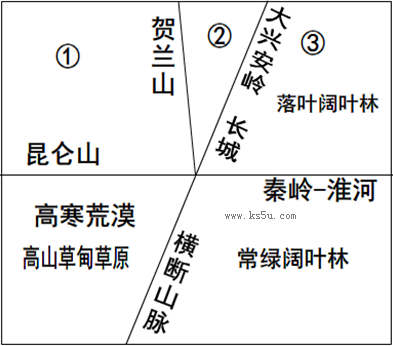 ①
贺兰山
②
大兴安岭
③
落叶阔叶林
长城
昆仑山
秦岭-淮河
www.ks5u.com
高寒荒漠
高山草甸草原
横断山脉
常绿阔叶林